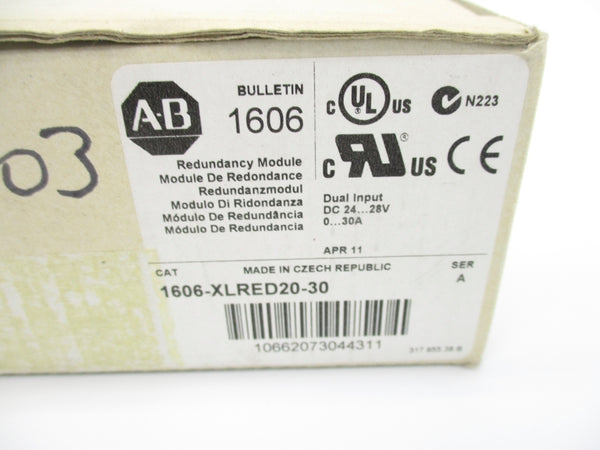 03
A-B
BULLETIN
1606
Redundancy Module
Module De Redondance
Redundanzmodul
Modulo Di Ridondanza
Módulo De Redundância
Módulo De Redundancia
C UL US
N223
C RU ® US CE
Dual Input
DC 24...28V
0...30A
APR 11
CAT
MADE IN CZECH REPUBLIC
SER
1606-XLRED20-30
A
10662073044311